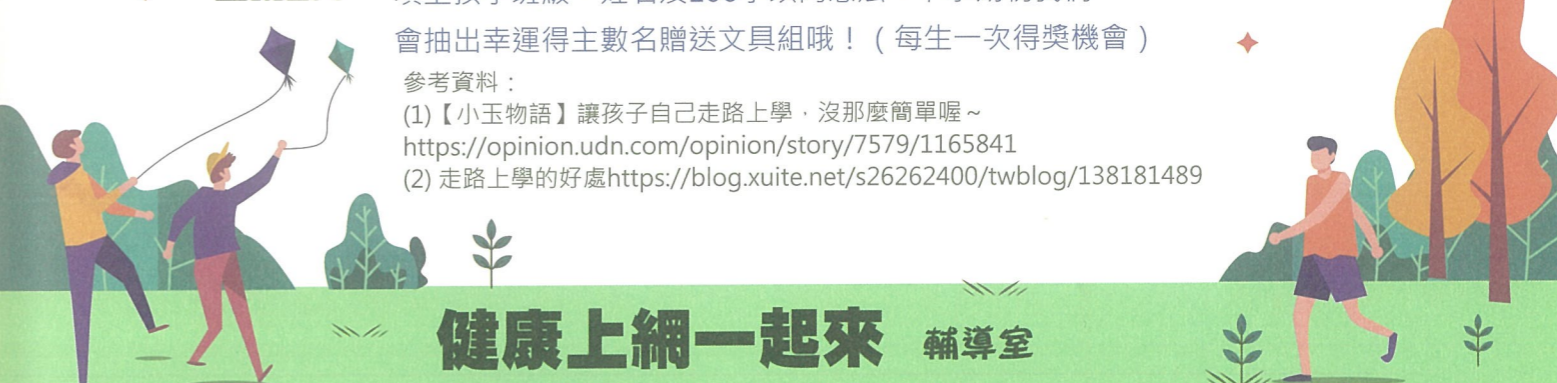 會抽出幸運得主數名贈送文具組哦！（每生一次得獎機會）
參考資料：
(1)【小玉物語】讓孩子自己走路上學，沒那麼簡單喔~
https://opinion.udn.com/opinion/story/7579/1165841
(2) 走路上學的好處https://blog.xuite.net/s26262400/twblog/138181489
健康上網一起來 輔導室